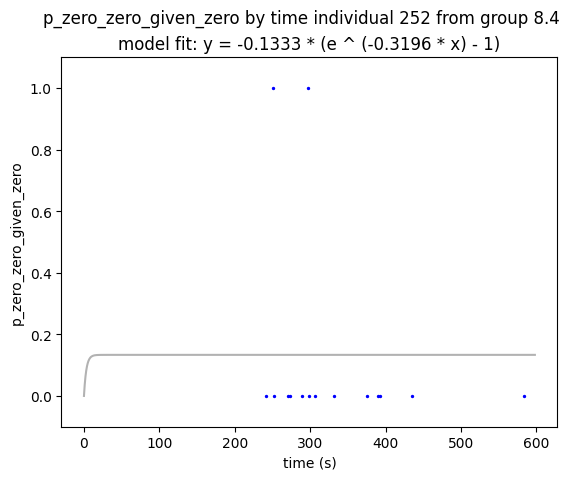 p_zero_zero_given_zero by time individual 252 from group 8.4
model fit: y = -0.1333 * (e ^ (-0.3196 * x) - 1)
1.0
0.8
0.6
0.4
0.2
0.0
p_zero_zero_given_zero
0 100 200 300 400 500 600
time (s)